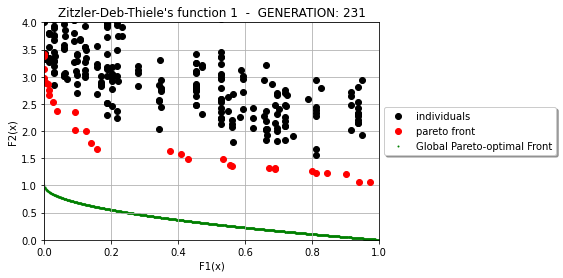 Zitzler-Deb-Thiele's function 1 - GENERATION: 231
4.0
3.5
3.0
2.5
2.0
1.5
1.0
0.5
0.0
F2(x)
0.0 0.2 0.4 0.6 0.8 1.0
F1(x)
individuals
pareto front
Global Pareto-optimal Front